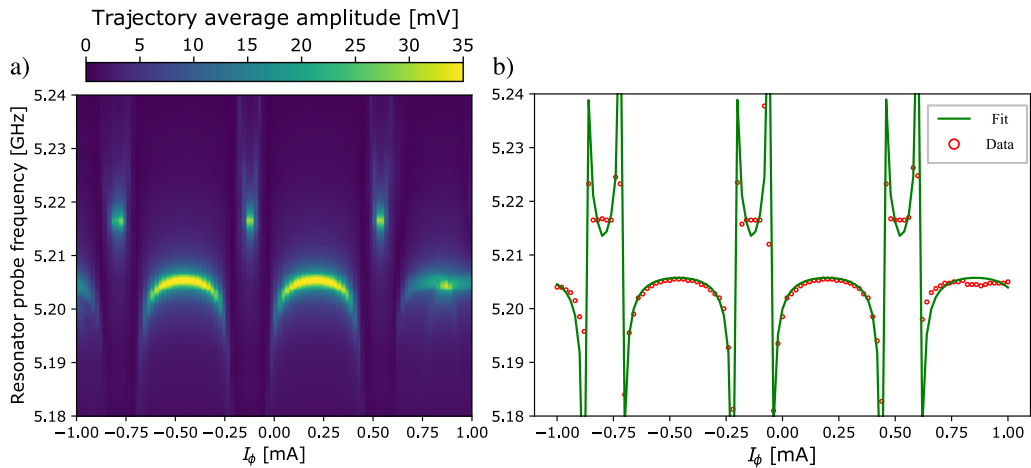 Trajectory average amplitude [mV]
0 5 10 15 20 25 30 35
a)
b)
Resonator probe frequency [GHz]
5.24
5.23
5.22
5.21
5.20
5.19
5.18
−1.00 −0.75 −0.50 −0.25 0.00 0.25 0.50 0.75 1.00
I_ϕ [mA]
5.24
5.23
5.22
5.21
5.20
5.19
5.18
Fit
Data
−1.00 −0.75 −0.50 −0.25 0.00 0.25 0.50 0.75 1.00
I_ϕ [mA]